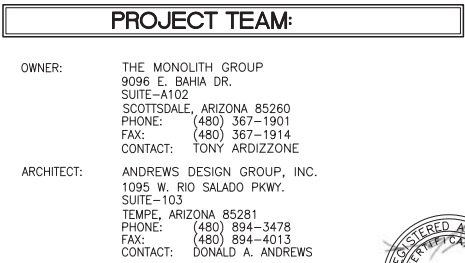 PROJECT TEAM:
OWNER: THE MONOLITH GROUP
9096 E. BAHIA DR.
SUITE-A102
SCOTTSDALE, ARIZONA 85260
PHONE: (480) 367-1901
FAX: (480) 367-1914
CONTACT: TONY ARDIZZONE
ARCHITECT: ANDREWS DESIGN GROUP, INC.
1095 W. RIO SALADO PKWY.
SUITE-103
TEMPE, ARIZONA 85281
PHONE: (480) 894-3478
FAX: (480) 894-4013
CONTACT: DONALD A. ANDREWS